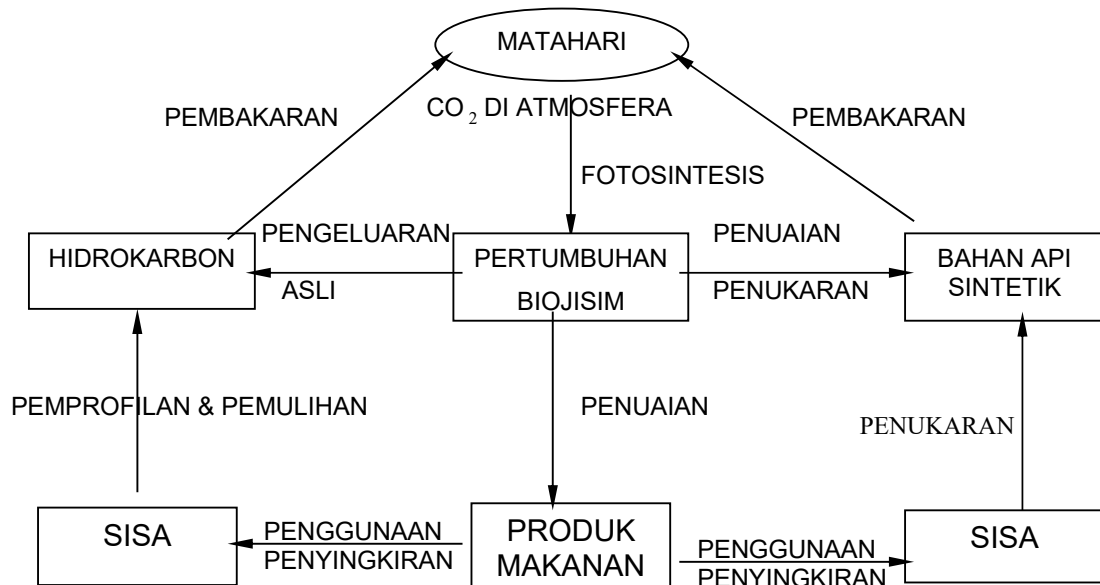 MATAHARI
CO2 DI ATMOSFERA
PEMBAKARAN
PEMBAKARAN
FOTOSINTESIS
HIDROKARBON
PENGELUARAN
ASLI
PERTUMBUHAN
BIOJISIM
PENUAIAN
PENUKARAN
BAHAN API
SINTETIK
PEMPROFILAN & PEMULIHAN
PENUAIAN
PENUKARAN
SISA
PENGGUNAAN
PENYINGKIRAN
PRODUK
MAKANAN
PENGGUNAAN
PENYINGKIRAN
SISA